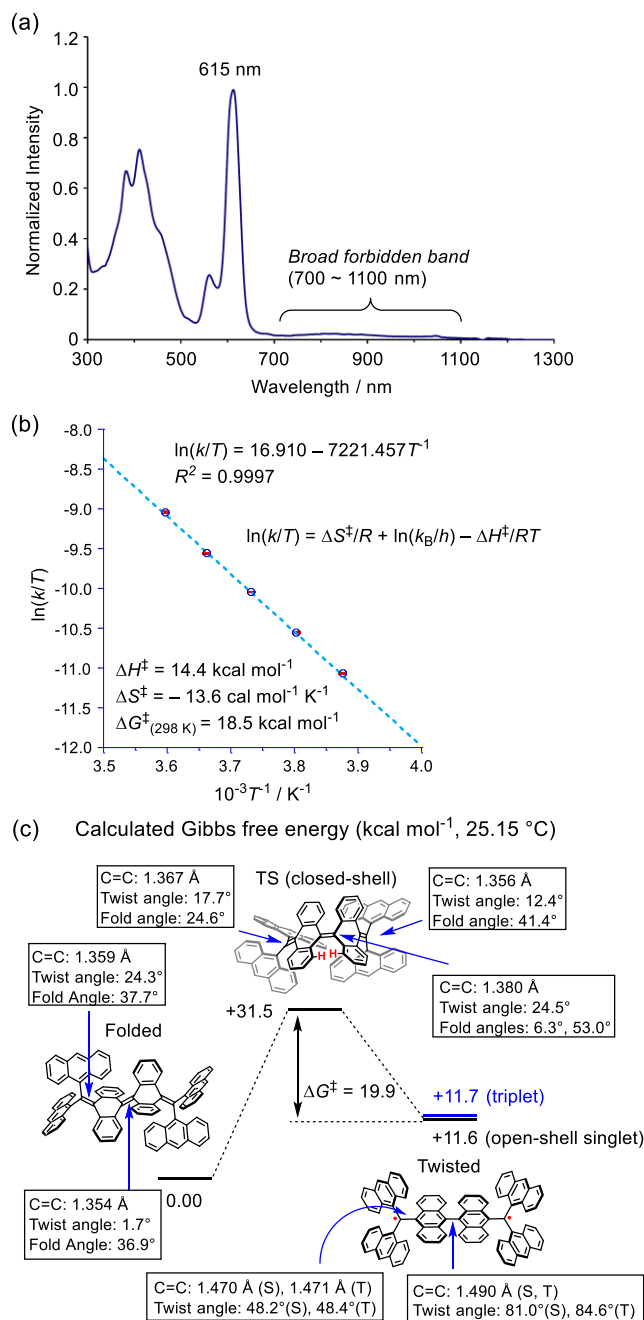 (a)
1.2
1.0
0.8
0.6
0.4
0.2
0
Normalized Intensity
615 nm
Broad forbidden band
(700 ~ 1100 nm)
300
500
700
900
1100
1300
Wavelength / nm
(b)
-8.0
-8.5
-9.0
-9.5
-10.0
-10.5
-11.0
-11.5
-12.0
ln(k/T)
ln(k/T) = 16.910 – 7221.457T⁻¹
R² = 0.9997
ln(k/T) = ΔS‡/R + ln(kB/h) – ΔH‡/RT
ΔH‡ = 14.4 kcal mol⁻¹
ΔS‡ = – 13.6 cal mol⁻¹ K⁻¹
ΔG‡(298 K) = 18.5 kcal mol⁻¹
3.5
3.6
3.7
3.8
3.9
4.0
10⁻³T⁻¹ / K⁻¹
(c) Calculated Gibbs free energy (kcal mol⁻¹, 25.15 °C)
TS (closed-shell)
C=C: 1.367 Å
Twist angle: 17.7°
Fold angle: 24.6°
C=C: 1.356 Å
Twist angle: 12.4°
Fold angle: 41.4°
H H
C=C: 1.359 Å
Twist angle: 24.3°
Fold Angle: 37.7°
C=C: 1.380 Å
Twist angle: 24.5°
Fold angles: 6.3°, 53.0°
+31.5
Folded
ΔG‡ = 19.9
+11.7 (triplet)
+11.6 (open-shell singlet)
Twisted
0.00
C=C: 1.354 Å
Twist angle: 1.7°
Fold Angle: 36.9°
C=C: 1.470 Å (S), 1.471 Å (T)
Twist angle: 48.2°(S), 48.4°(T)
C=C: 1.490 Å (S, T)
Twist angle: 81.0°(S), 84.6°(T)